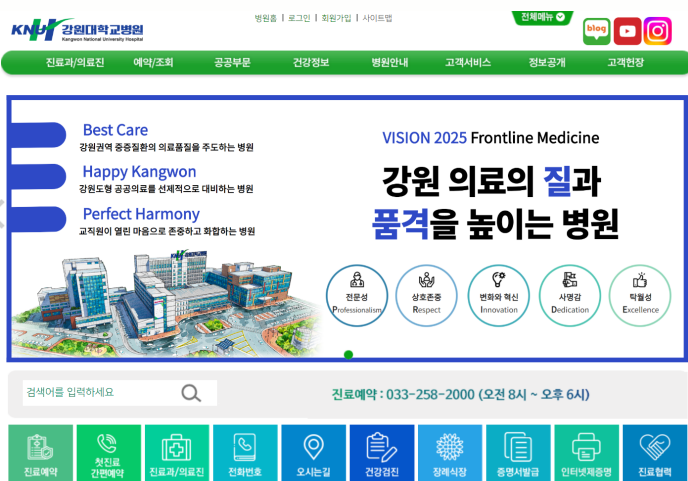 병원홈 | 로그인 | 회원가입 | 사이트맵
전체메뉴
KNUH 강원대학교병원
Kangwon National University Hospital
blog
진료과/의료진 예약/조회 공공부문 건강정보 병원안내 고객서비스 정보공개 고객헌장
Best Care
강원권역 중증질환의 의료품질을 주도하는 병원
Happy Kangwon
강원도형 공공의료를 선제적으로 대비하는 병원
Perfect Harmony
교직원이 열린 마음으로 존중하고 화합하는 병원
VISION 2025 Frontline Medicine
강원 의료의 질과
품격을 높이는 병원
전문성
Professionalism
상호존중
Respect
변화와 혁신
Innovation
사명감
Dedication
탁월성
Excellence
검색어를 입력하세요
진료예약 : 033-258-2000 (오전 8시 ~ 오후 6시)
진료예약
첫진료
간편예약
진료과/의료진
전화번호
오시는길
건강검진
장례식장
증명서발급
인터넷제증명
진료협력